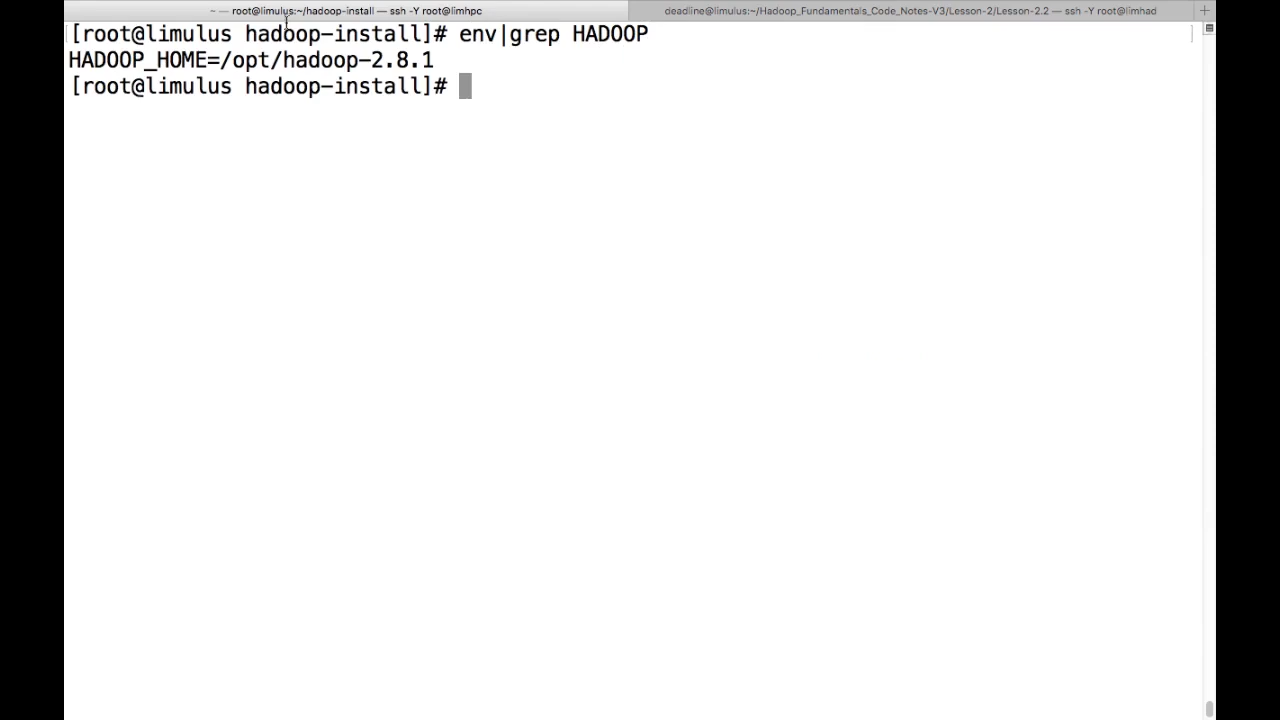 ~ — root@limulus:~/hadoop-install — ssh -Y root@limhpc
deadline@limulus:~/Hadoop_Fundamentals_Code_Notes-V3/Lesson-2/Lesson-2.2 — ssh -Y root@limhad
[root@limulus hadoop-install]# env|grep HADOOP
HADOOP_HOME=/opt/hadoop-2.8.1
[root@limulus hadoop-install]#